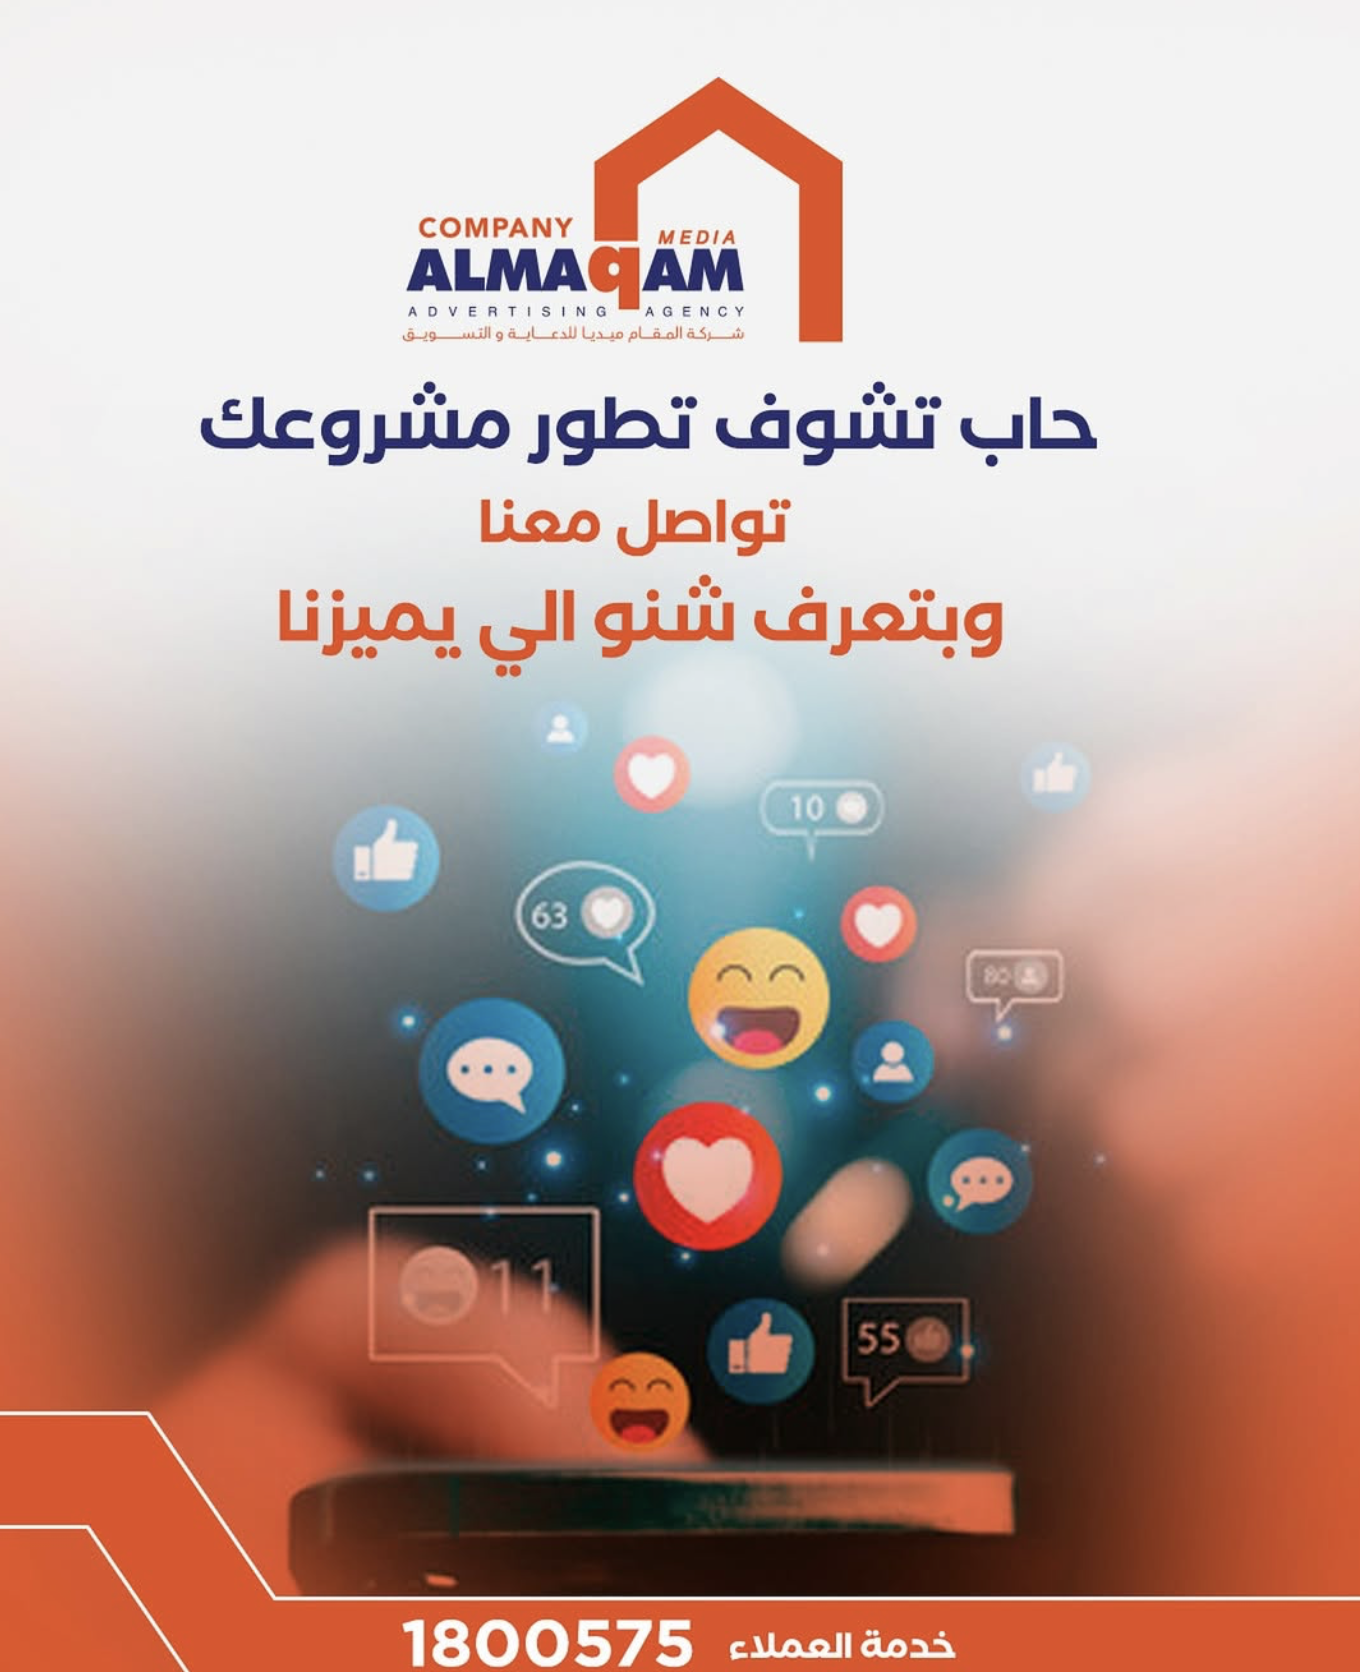 COMPANY
MEDIA
ALMAQAM
ADVERTISING AGENCY
شركة المقام ميديا للدعاية و التسويق
حاب تشوف تطور مشروعك
تواصل معنا
وبتعرف شنو الي يميزنا
10
63
80
11
55
خدمة العملاء 1800575